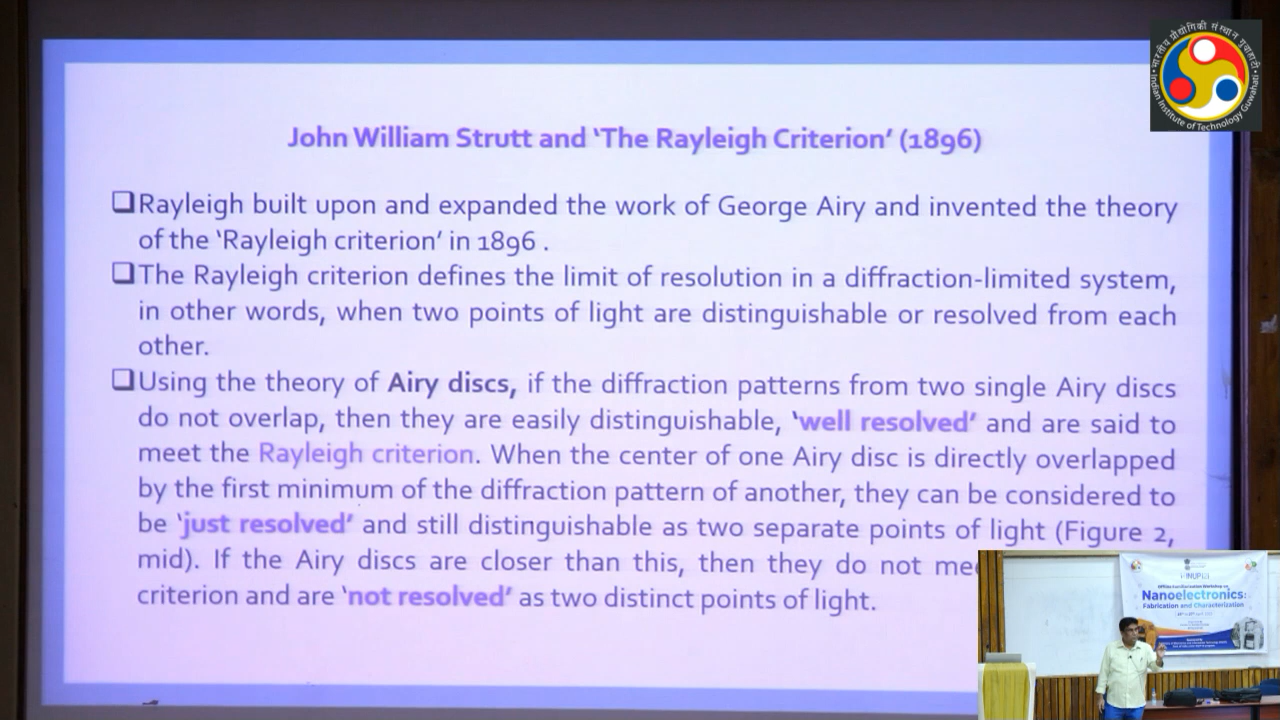 John William Strutt and ‘The Rayleigh Criterion’ (1896)
❑Rayleigh built upon and expanded the work of George Airy and invented the theory
of the ‘Rayleigh criterion’ in 1896 .
❑The Rayleigh criterion defines the limit of resolution in a diffraction-limited system,
in other words, when two points of light are distinguishable or resolved from each
other.
❑Using the theory of Airy discs, if the diffraction patterns from two single Airy discs
do not overlap, then they are easily distinguishable, ‘well resolved’ and are said to
meet the Rayleigh criterion. When the center of one Airy disc is directly overlapped
by the first minimum of the diffraction pattern of another, they can be considered to
be ‘just resolved’ and still distinguishable as two separate points of light (Figure 2,
mid). If the Airy discs are closer than this, then they do not
criterion and are ‘not resolved’ as two distinct points of light.
भारतीय प्रौद्योगिकी संस्थान गुवाहाटी
Indian Institute of Technology Guwahati
INUP
Nanoelectronics:
Fabrication and Characterization